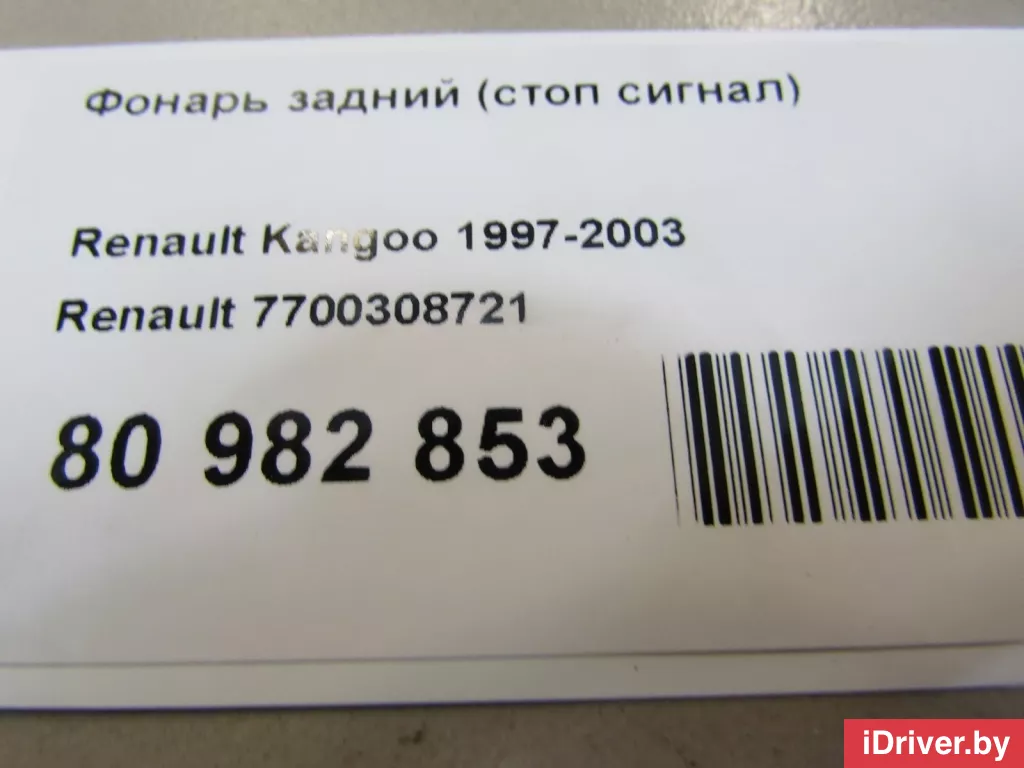 Фонарь задний (стоп сигнал)
Renault Kangoo 1997-2003
Renault 7700308721
80 982 853
iDriver.by